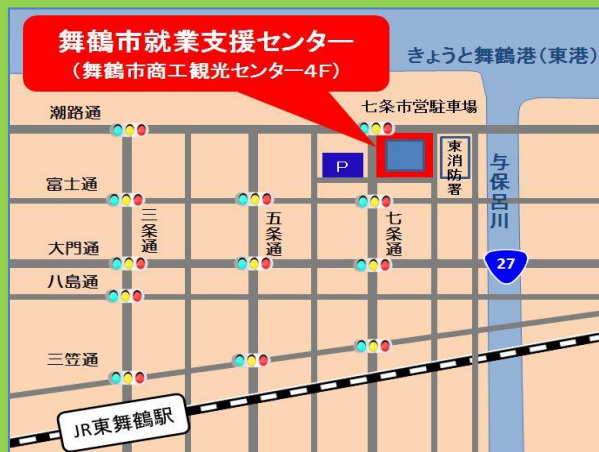 舞鶴市就業支援センター
（舞鶴市商工観光センター4F）
きょうと舞鶴港（東港）
七条市営駐車場
潮路通
P
東消防署
与保呂川
富士通
三条通
五条通
七条通
大門通
27
八島通
三笠通
JR東舞鶴駅